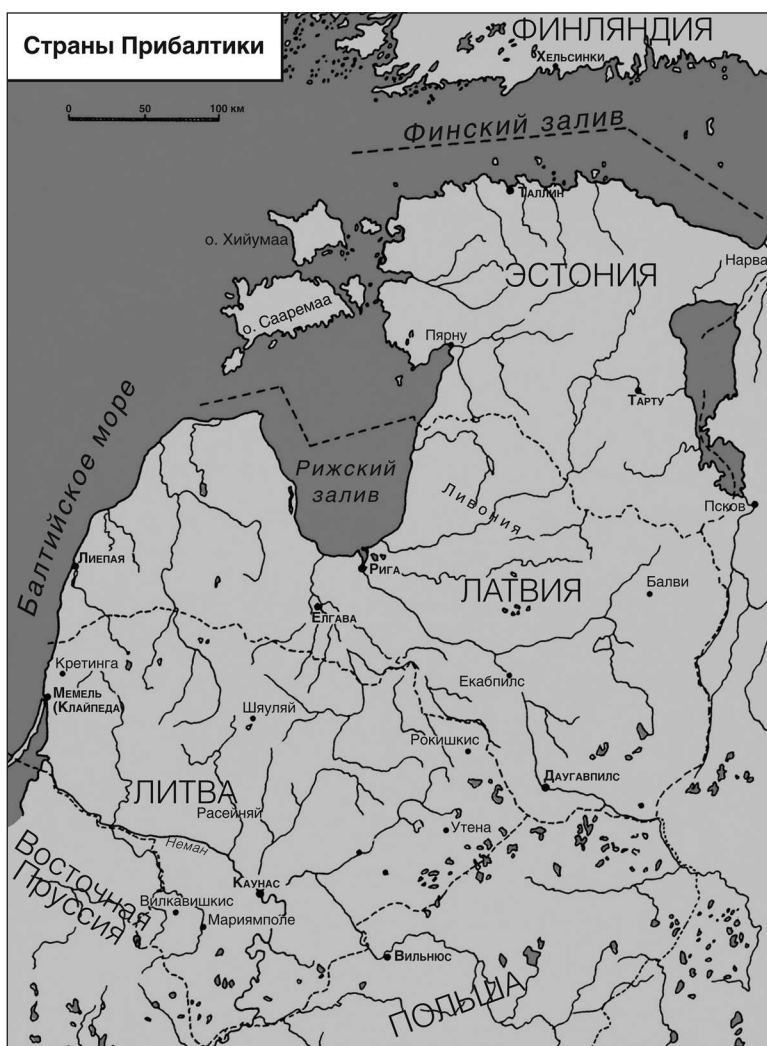 Страны Прибалтики
ФИНЛЯНДИЯ
Хельсинки
0 50 100 км
Финский залив
Таллин
о. Хийумаа
Нарва
ЭСТОНИЯ
о. Сааремаа
Пярну
Тарту
Балтийское море
Рижский
залив
Ливония
Псков
Лиепая
Рига
ЛАТВИЯ
Балви
Елгава
Кретинга
Екабпилс
Мемель
(Клайпеда)
Шяуляй
Рокишкис
Даугавпилс
ЛИТВА
Расейняй
Утена
Неман
Восточная
Пруссия
Каунас
Вилкавишкис
Мариямполе
Вильнюс
ПОЛЬША